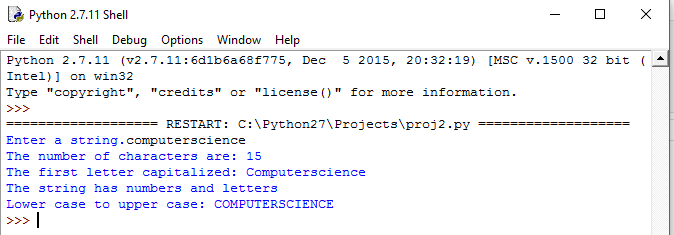 Python 2.7.11 Shell
File Edit Shell Debug Options Window Help
Python 2.7.11 (v2.7.11:6d1b6a68f775, Dec  5 2015, 20:32:19) [MSC v.1500 32 bit (
Intel)] on win32
Type "copyright", "credits" or "license()" for more information.
>>>
=================== RESTART: C:\Python27\Projects\proj2.py ===================
Enter a string.computerscience
The number of characters are: 15
The first letter capitalized: Computerscience
The string has numbers and letters
Lower case to upper case: COMPUTERSCIENCE
>>>